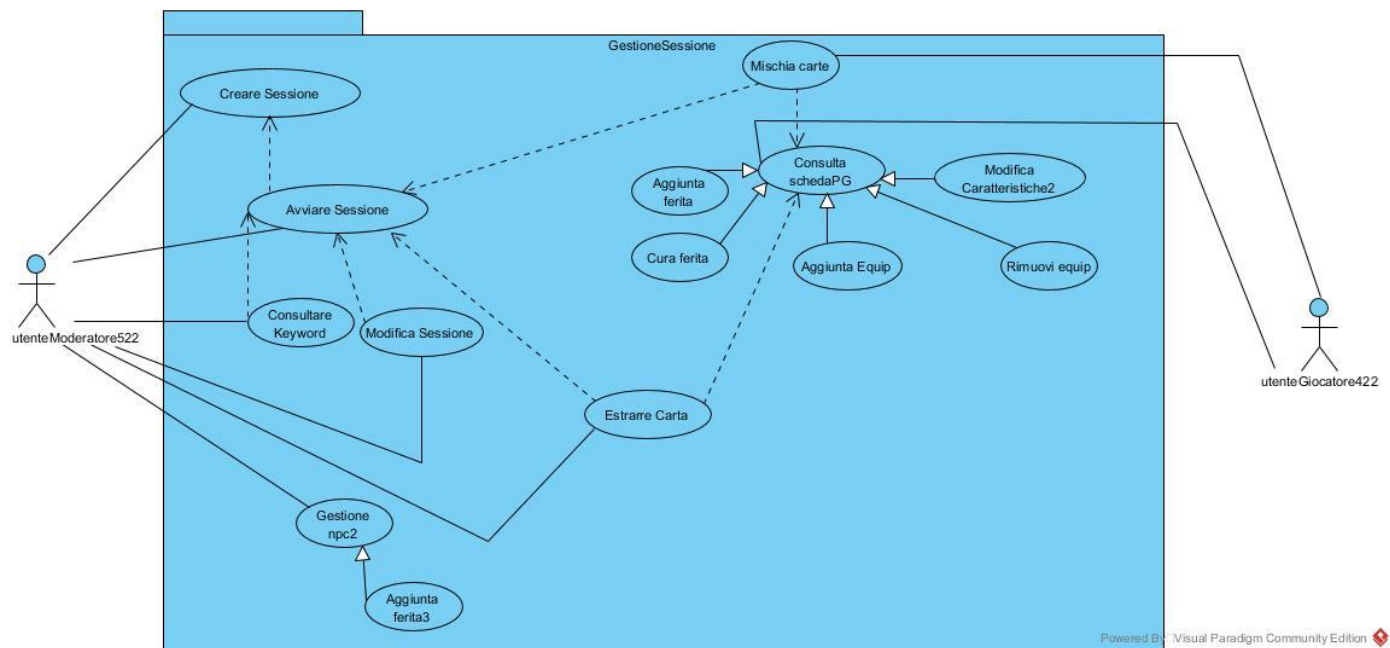 GestioneSessione
Mischia carte
Creare Sessione
Consulta
schedaPG
Modifica
Caratteristiche2
Aggiunta
ferita
Avviare Sessione
Cura ferita
Aggiunta Equip
Rimuovi equip
Consultare
Keyword
Modifica Sessione
utenteModeratore522
utenteGiocatore422
Estrarre Carta
Gestione
npc2
Aggiunta
ferita3
Powered By Visual Paradigm Community Edition